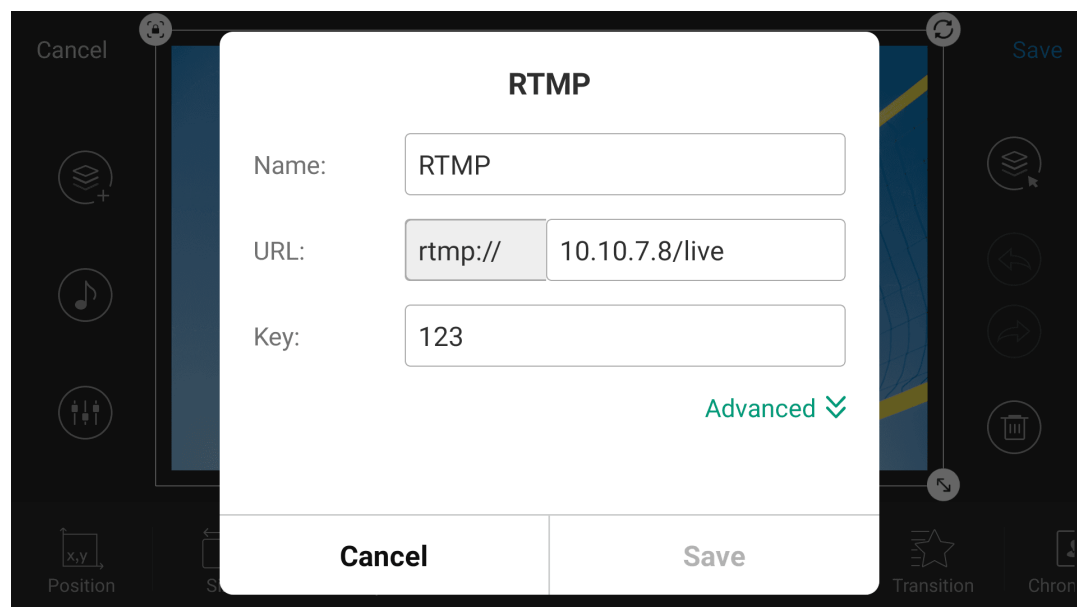 Cancel
Save
RTMP
Name:
RTMP
URL:
rtmp://
10.10.7.8/live
Key:
123
Advanced
Cancel
Save
x,y
Position
Transition